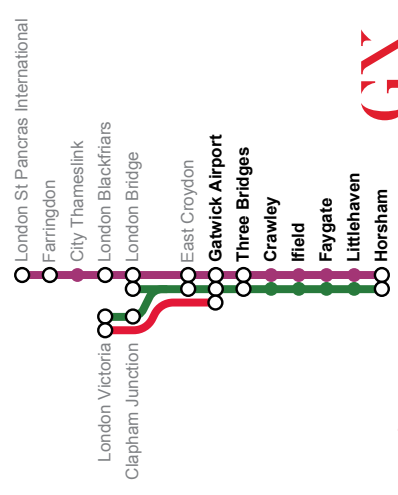 London St Pancras International
Farringdon
City Thameslink
London Blackfriars
London Bridge
East Croydon
Gatwick Airport
Three Bridges
Crawley
Ifield
Faygate
Littlehaven
Horsham
London Victoria
Clapham Junction
GX